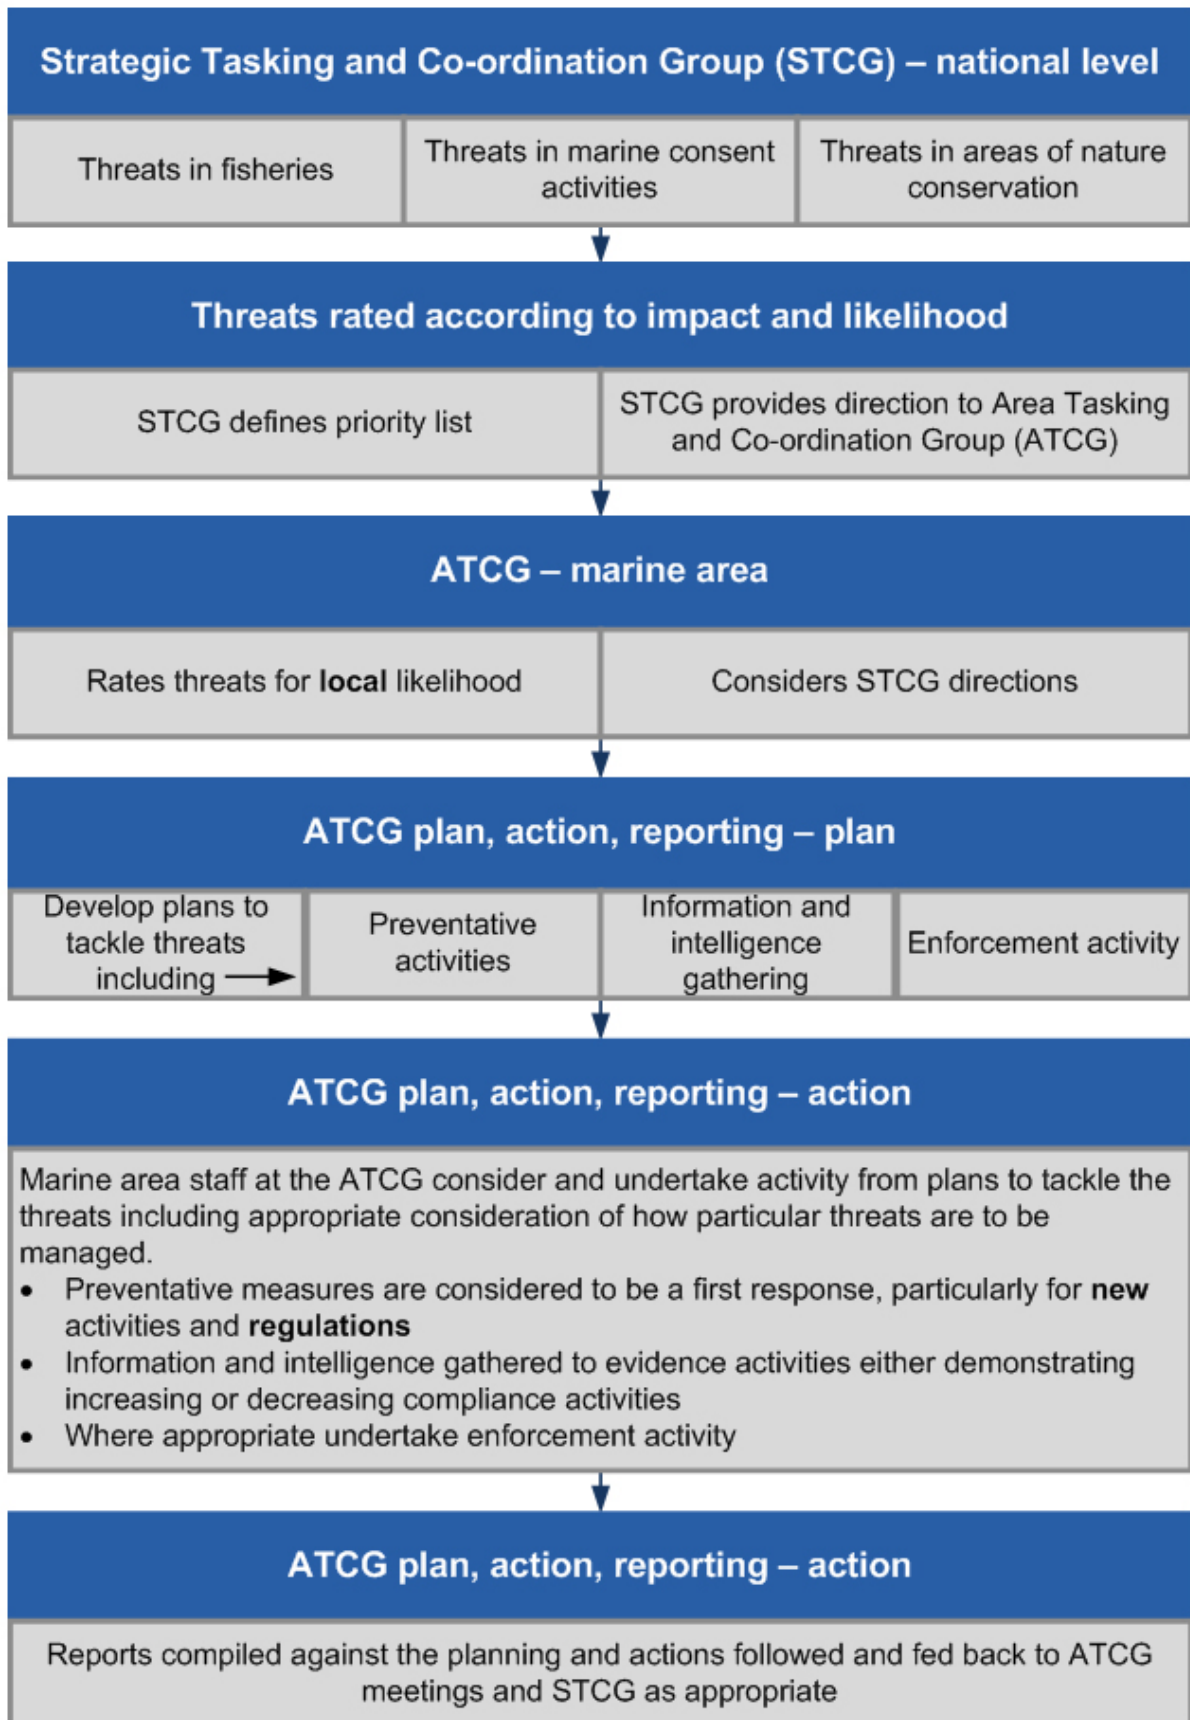 Strategic Tasking and Co-ordination Group (STCG) – national level
Threats in fisheries
Threats in marine consent
activities
Threats in areas of nature
conservation
Threats rated according to impact and likelihood
STCG defines priority list
STCG provides direction to Area Tasking
and Co-ordination Group (ATCG)
ATCG – marine area
Rates threats for local likelihood
Considers STCG directions
ATCG plan, action, reporting – plan
Develop plans to
tackle threats
including
Preventative
activities
Information and
intelligence
gathering
Enforcement activity
ATCG plan, action, reporting – action
Marine area staff at the ATCG consider and undertake activity from plans to tackle the
threats including appropriate consideration of how particular threats are to be
managed.
• Preventative measures are considered to be a first response, particularly for new
activities and regulations
• Information and intelligence gathered to evidence activities either demonstrating
increasing or decreasing compliance activities
• Where appropriate undertake enforcement activity
ATCG plan, action, reporting – action
Reports compiled against the planning and actions followed and fed back to ATCG
meetings and STCG as appropriate